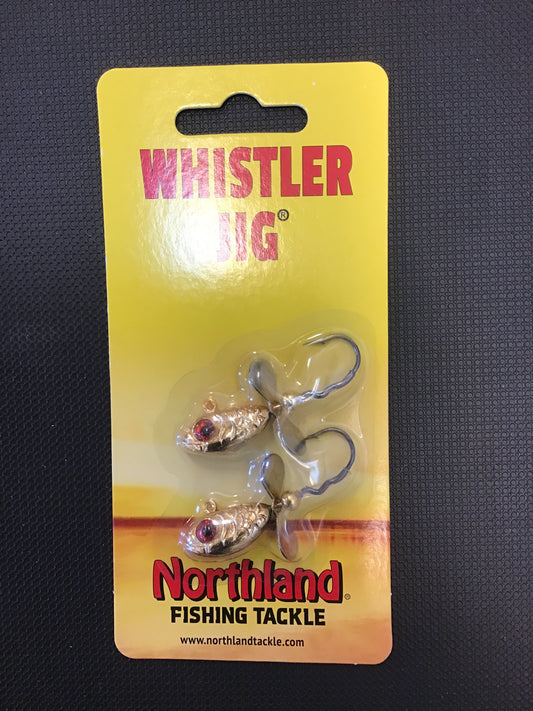 WHISTLER
JIG®
Northland®
FISHING TACKLE
www.northlandtackle.com